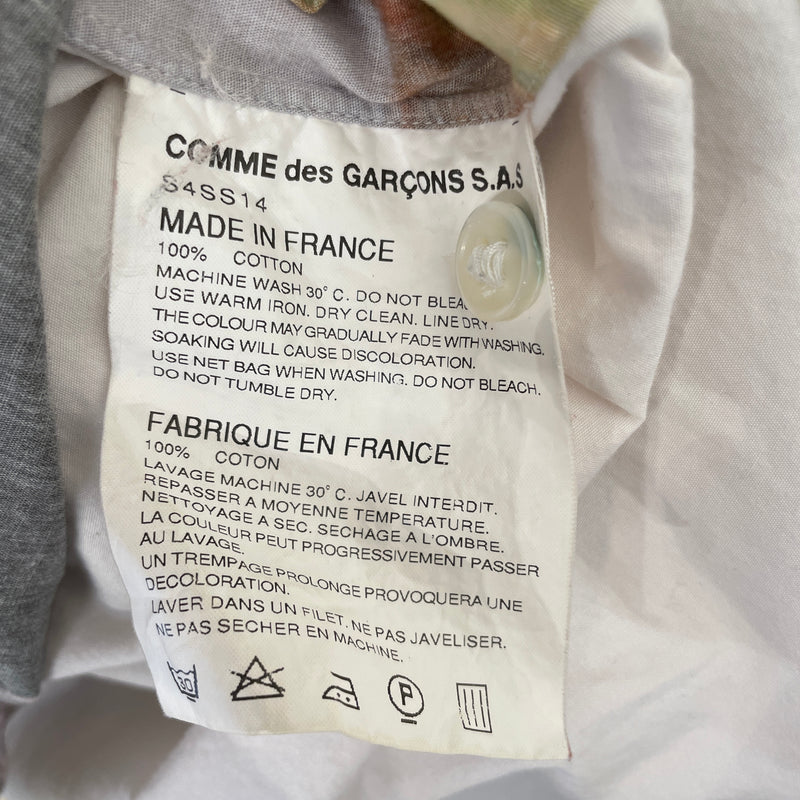 COMME des GARÇONS S.A.S
S4SS14
MADE IN FRANCE
100% COTTON
MACHINE WASH 30° C. DO NOT BLEA
USE WARM IRON. DRY CLEAN. LINE DRY.
THE COLOUR MAY GRADUALLY FADE WITH WASHING.
SOAKING WILL CAUSE DISCOLORATION.
USE NET BAG WHEN WASHING. DO NOT BLEACH.
DO NOT TUMBLE DRY.
FABRIQUE EN FRANCE
100% COTON
LAVAGE MACHINE 30° C. JAVEL INTERDIT.
REPASSER A MOYENNE TEMPERATURE.
NETTOYAGE A SEC. SECHAGE A L'OMBRE.
LA COULEUR PEUT PROGRESSIVEMENT PASSER
AU LAVAGE.
UN TREMPAGE PROLONGE PROVOQUERA UNE
DECOLORATION.
LAVER DANS UN FILET. NE PAS JAVELISER.
NE PAS SECHER EN MACHINE.
30 P